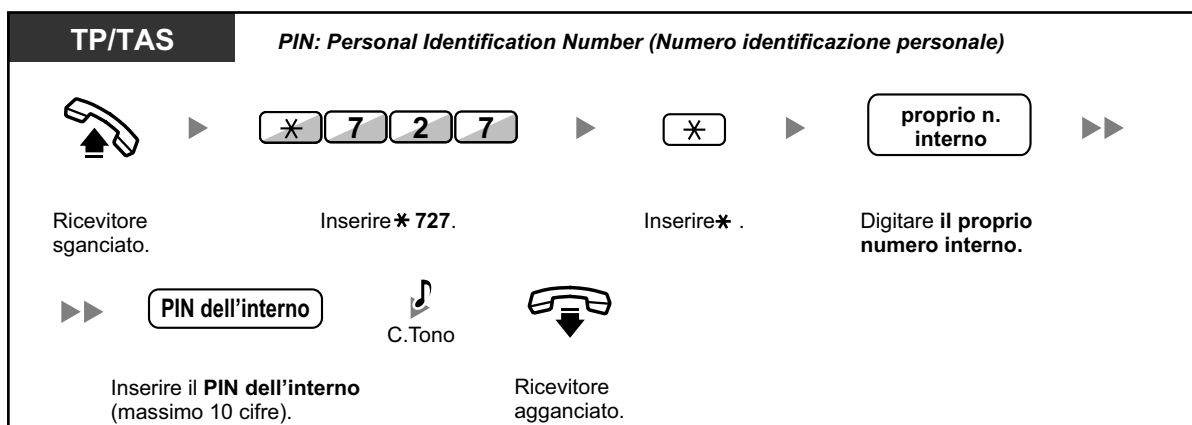 TP/TAS
PIN: Personal Identification Number (Numero identificazione personale)
* 7 2 7
*
proprio n.
interno
Ricevitore
sganciato.
Inserire * 727.
Inserire * .
Digitare il proprio
numero interno.
PIN dell'interno
C.Tono
Inserire il PIN dell'interno
(massimo 10 cifre).
Ricevitore
agganciato.